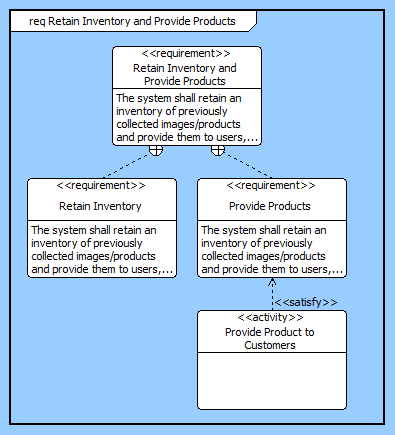 req Retain Inventory and Provide Products
<<requirement>>
Retain Inventory and
Provide Products
The system shall retain an
inventory of previously
collected images/products
and provide them to users,...
<<requirement>>
Retain Inventory
The system shall retain an
inventory of previously
collected images/products
and provide them to users,...
<<requirement>>
Provide Products
The system shall retain an
inventory of previously
collected images/products
and provide them to users,...
<<satisfy>>
<<activity>>
Provide Product to
Customers